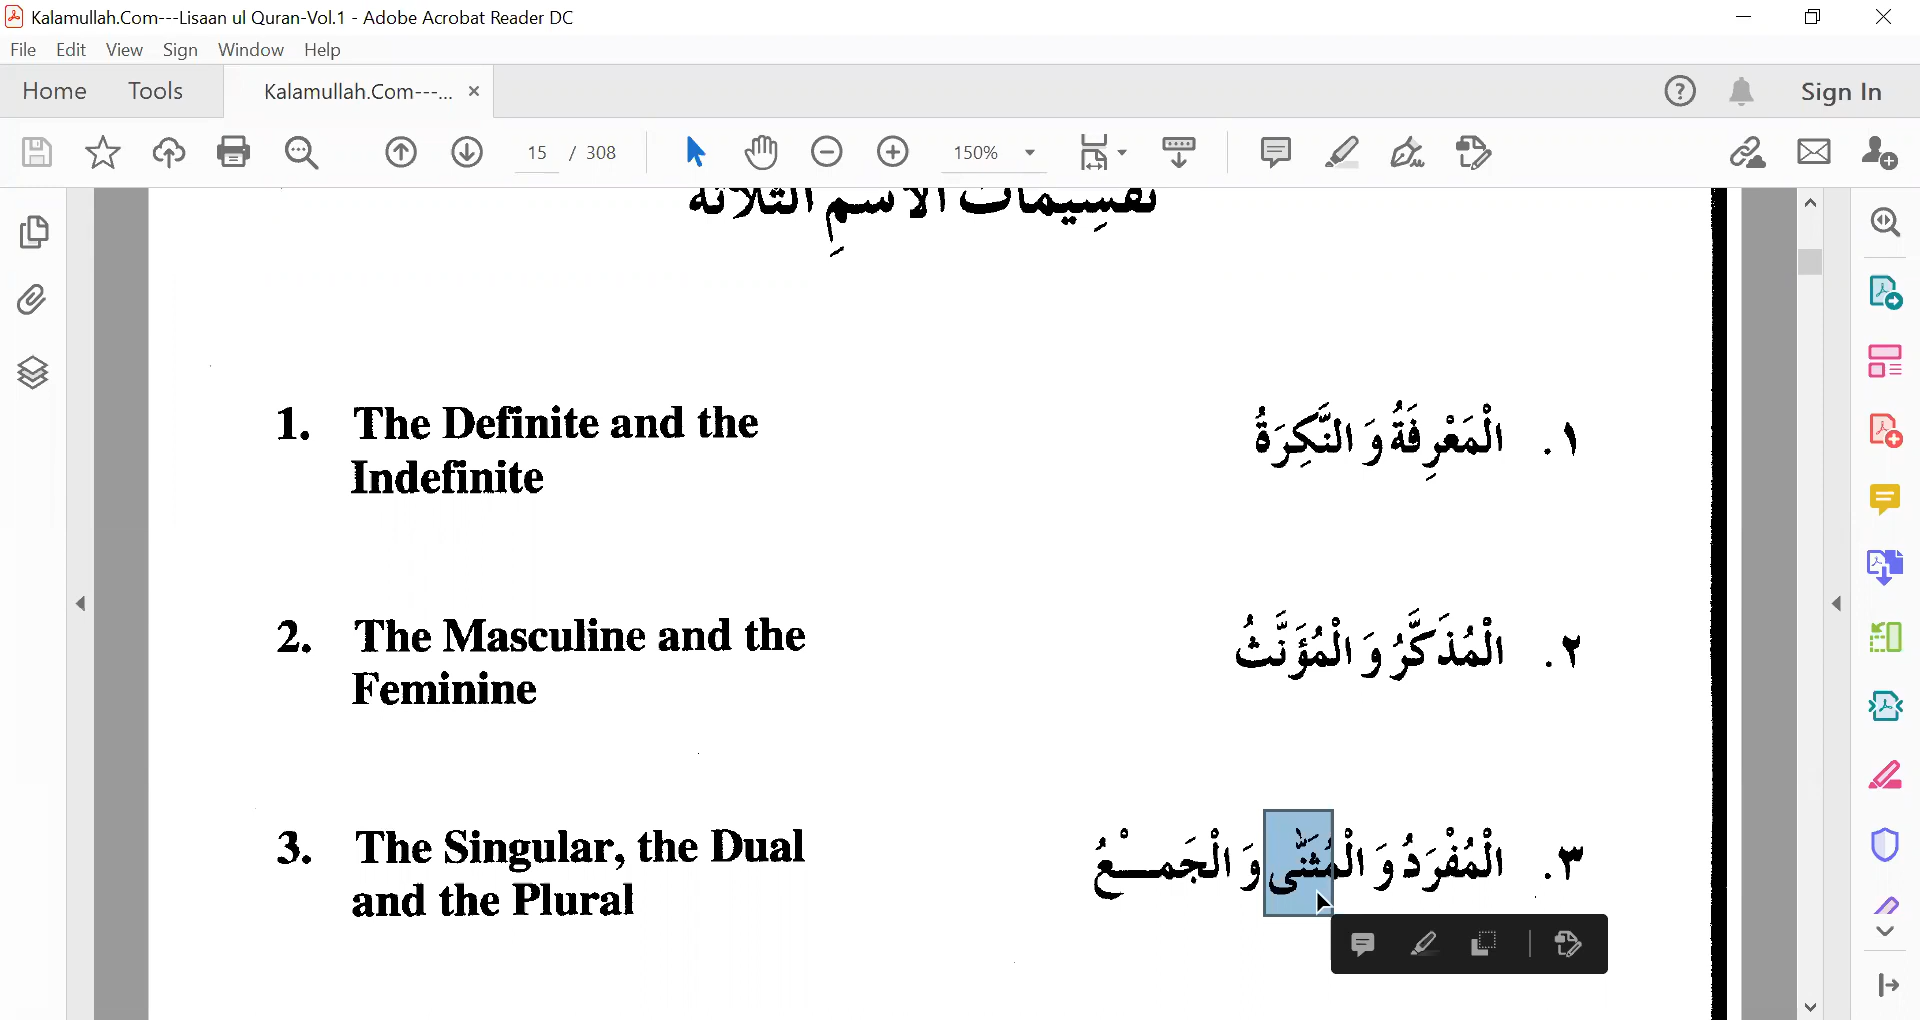 Kalamullah.Com---Lisaan ul Quran-Vol.1 - Adobe Acrobat Reader DC
File Edit View Sign Window Help
Home Tools Kalamullah.Com---... × Sign In
15 / 308 150%
تقسيمات الاسم الثلاثة
1. The Definite and the
Indefinite
١. الْمَعْرِفَةُ وَ النَّكِرَةُ
2. The Masculine and the
Feminine
٢. الْمُذَكَّرُ وَ الْمُؤَنَّثُ
3. The Singular, the Dual
and the Plural
٣. الْمُفْرَدُ وَ الْمُثَنّٰى وَ الْجَمـــْعُ